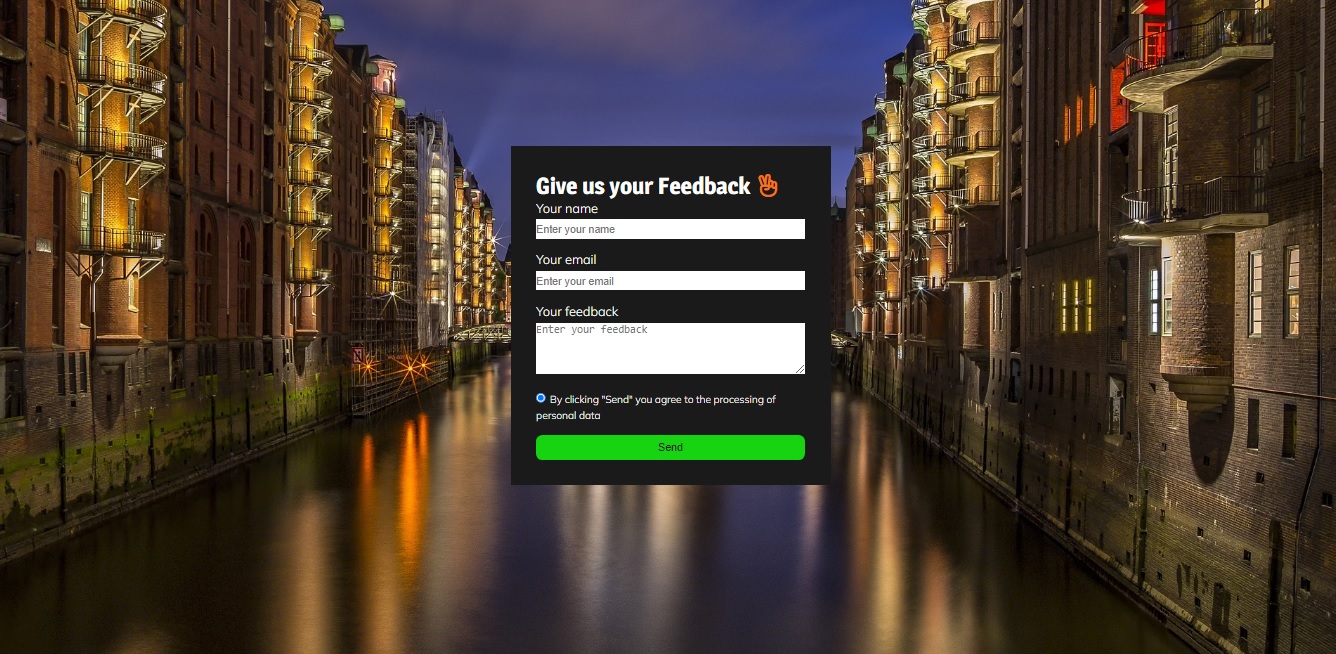 Give us your Feedback
Your name
Enter your name
Your email
Enter your email
Your feedback
Enter your feedback
By clicking "Send" you agree to the processing of
personal data
Send